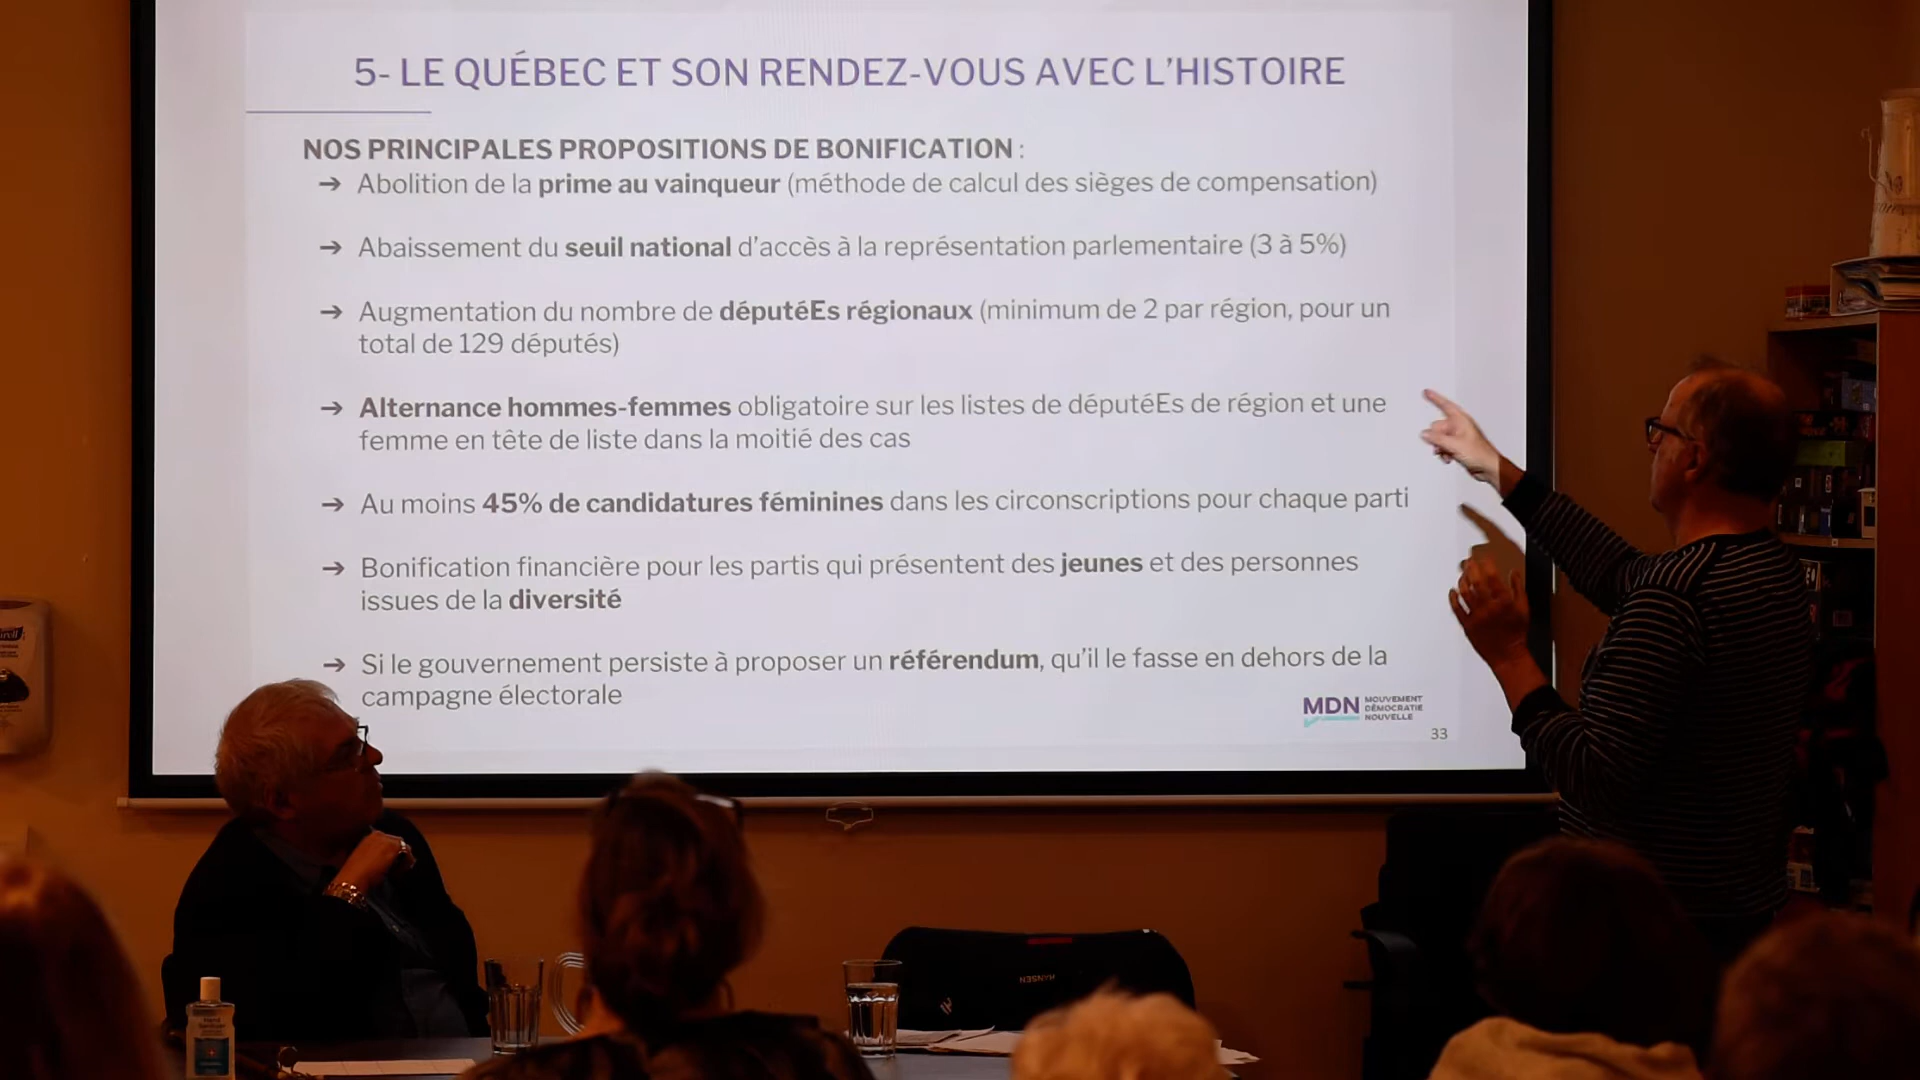 5- LE QUÉBEC ET SON RENDEZ-VOUS AVEC L'HISTOIRE
NOS PRINCIPALES PROPOSITIONS DE BONIFICATION :
➔ Abolition de la prime au vainqueur (méthode de calcul des sièges de compensation)
➔ Abaissement du seuil national d'accès à la représentation parlementaire (3 à 5%)
➔ Augmentation du nombre de députéEs régionaux (minimum de 2 par région, pour un
total de 129 députés)
➔ Alternance hommes-femmes obligatoire sur les listes de députéEs de région et une
femme en tête de liste dans la moitié des cas
➔ Au moins 45% de candidatures féminines dans les circonscriptions pour chaque parti
➔ Bonification financière pour les partis qui présentent des jeunes et des personnes
issues de la diversité
➔ Si le gouvernement persiste à proposer un référendum, qu'il le fasse en dehors de la
campagne électorale
MDN MOUVEMENT
DÉMOCRATIE
NOUVELLE
33
HANSEN